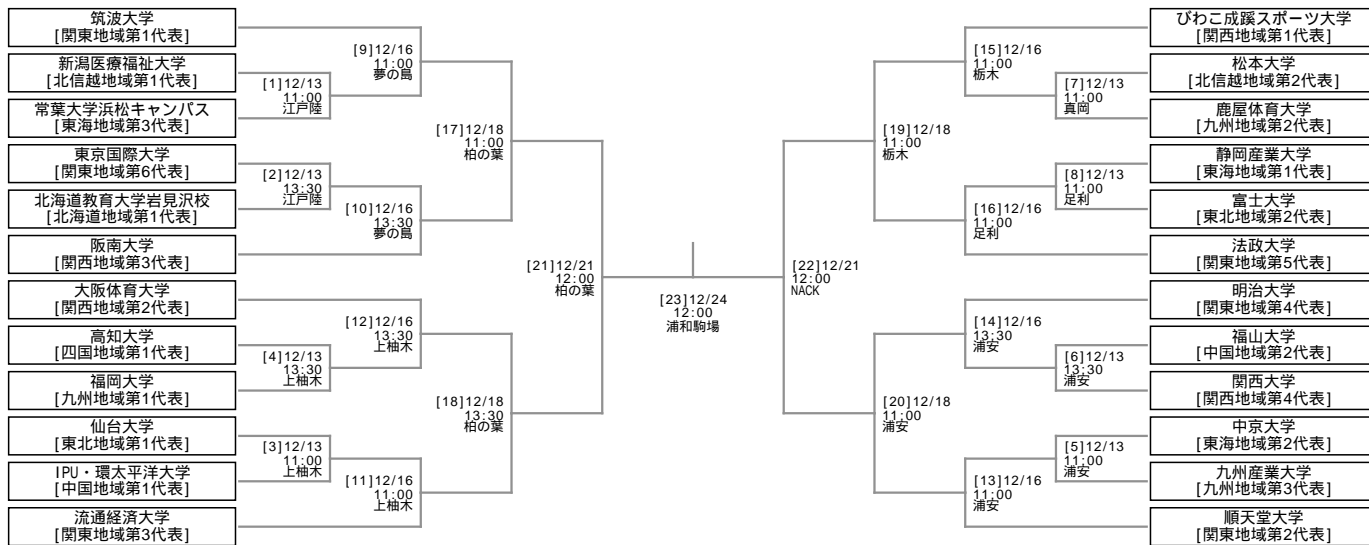 筑波大学
[関東地域第1代表]
新潟医療福祉大学
[北信越地域第1代表]
常葉大学浜松キャンパス
[東海地域第3代表]
東京国際大学
[関東地域第6代表]
北海道教育大学岩見沢校
[北海道地域第1代表]
阪南大学
[関西地域第3代表]
大阪体育大学
[関西地域第2代表]
高知大学
[四国地域第1代表]
福岡大学
[九州地域第1代表]
仙台大学
[東北地域第1代表]
IPU・環太平洋大学
[中国地域第1代表]
流通経済大学
[関東地域第3代表]
[1]12/13
11:00
江戸陸
[2]12/13
13:30
江戸陸
[4]12/13
13:30
上柚木
[3]12/13
11:00
上柚木
[9]12/16
11:00
夢の島
[10]12/16
13:30
夢の島
[12]12/16
13:30
上柚木
[11]12/16
11:00
上柚木
[17]12/18
11:00
柏の葉
[18]12/18
13:30
柏の葉
[21]12/21
12:00
柏の葉
[23]12/24
12:00
浦和駒場
[22]12/21
12:00
NACK
[19]12/18
11:00
栃木
[20]12/18
11:00
浦安
[15]12/16
11:00
栃木
[16]12/16
11:00
足利
[14]12/16
13:30
浦安
[13]12/16
11:00
浦安
[7]12/13
11:00
真岡
[8]12/13
11:00
足利
[6]12/13
13:30
浦安
[5]12/13
11:00
浦安
びわこ成蹊スポーツ大学
[関西地域第1代表]
松本大学
[北信越地域第2代表]
鹿屋体育大学
[九州地域第2代表]
静岡産業大学
[東海地域第1代表]
富士大学
[東北地域第2代表]
法政大学
[関東地域第5代表]
明治大学
[関東地域第4代表]
福山大学
[中国地域第2代表]
関西大学
[関西地域第4代表]
中京大学
[東海地域第2代表]
九州産業大学
[九州地域第3代表]
順天堂大学
[関東地域第2代表]